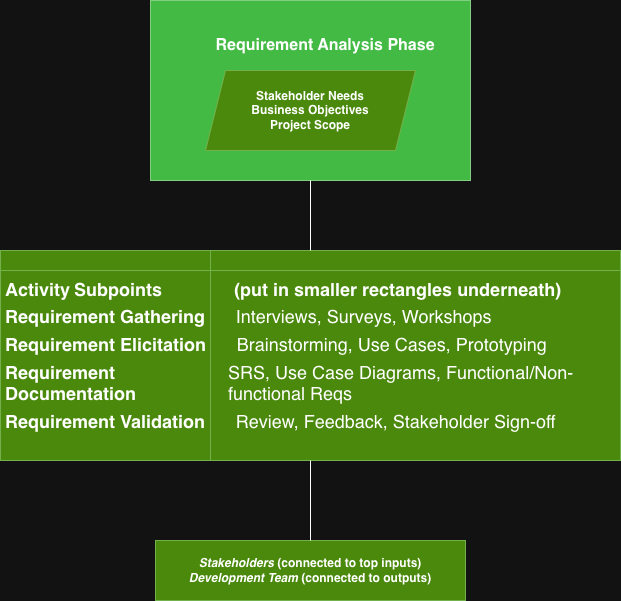 Requirement Analysis Phase
Stakeholder Needs
Business Objectives
Project Scope
Activity Subpoints (put in smaller rectangles underneath)
Requirement Gathering Interviews, Surveys, Workshops
Requirement Elicitation Brainstorming, Use Cases, Prototyping
Requirement
Documentation
SRS, Use Case Diagrams, Functional/Non-
functional Reqs
Requirement Validation Review, Feedback, Stakeholder Sign-off
Stakeholders (connected to top inputs)
Development Team (connected to outputs)